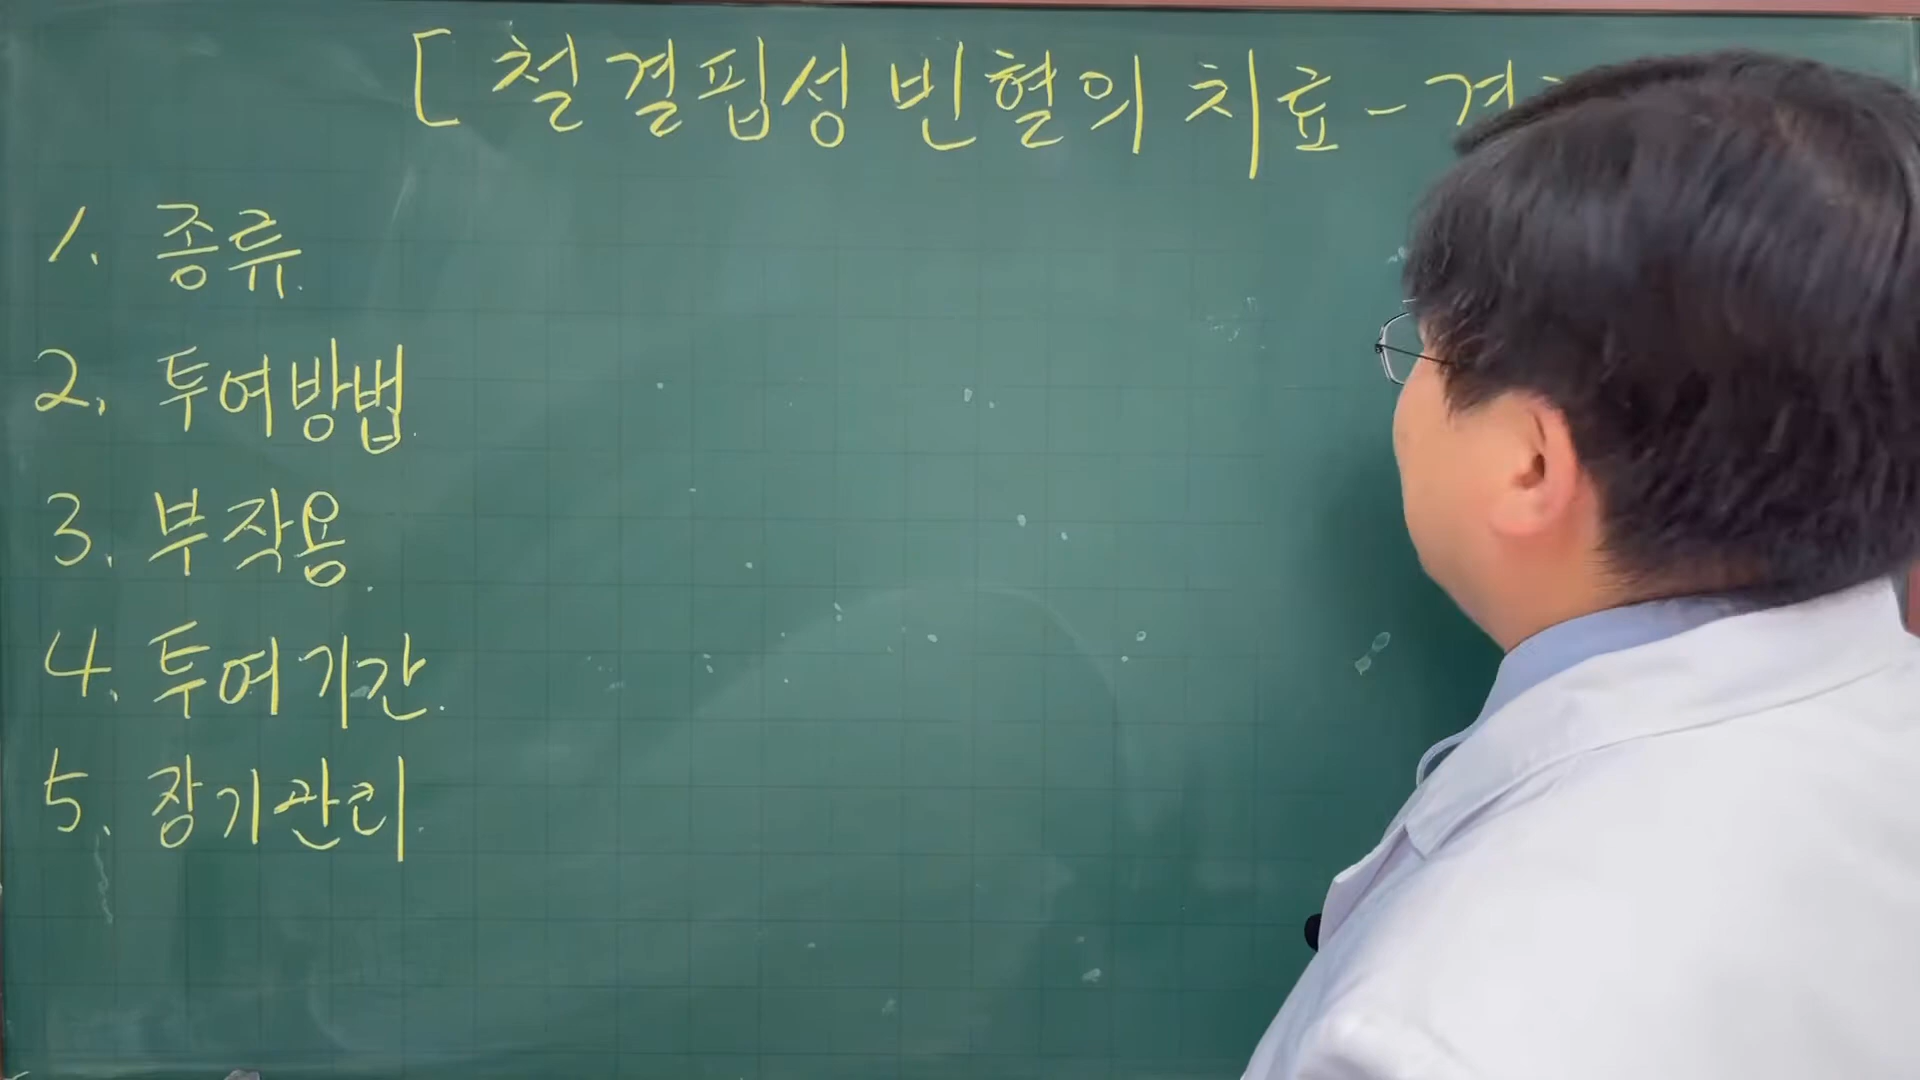 [ 철결핍성 빈혈의 치료 -
1. 종류
2. 투여방법
3. 부작용
4. 투여기간
5. 장기관리